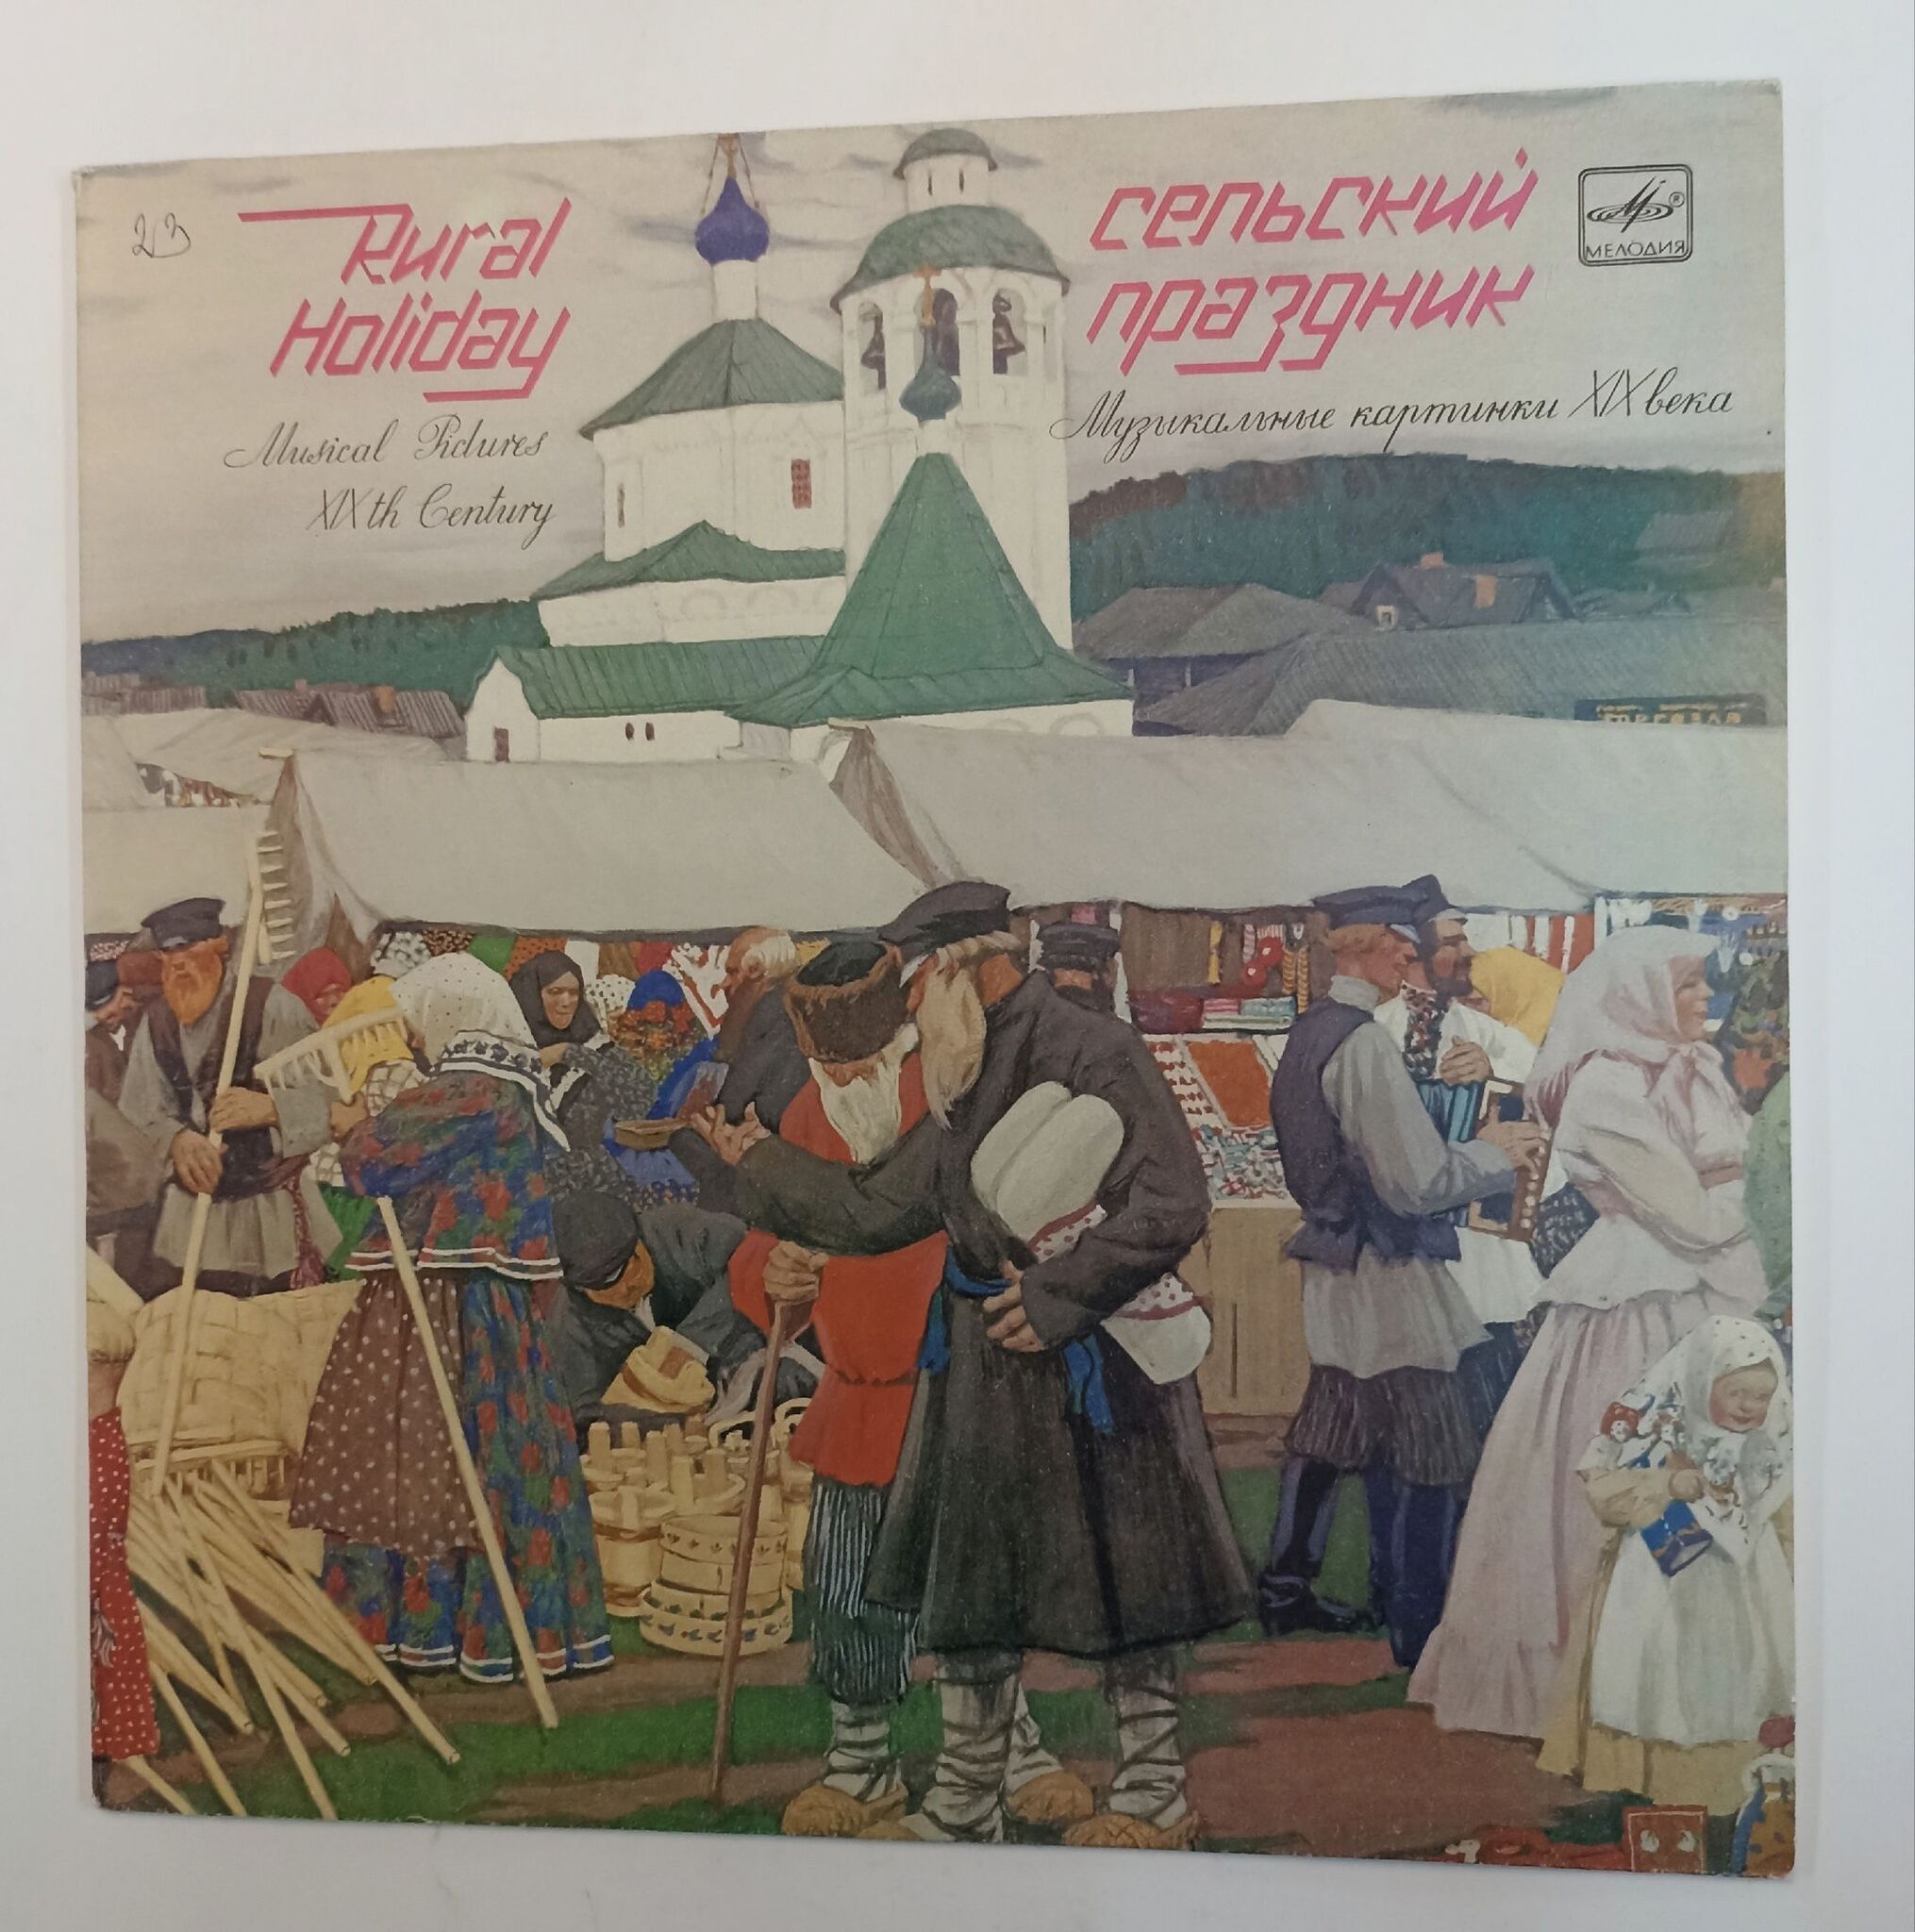 23
Rural
Holiday
Musical Pictures
XIXth Century
сельский
праздник
Музыкальные картинки XIX века
МЕЛОДИЯ